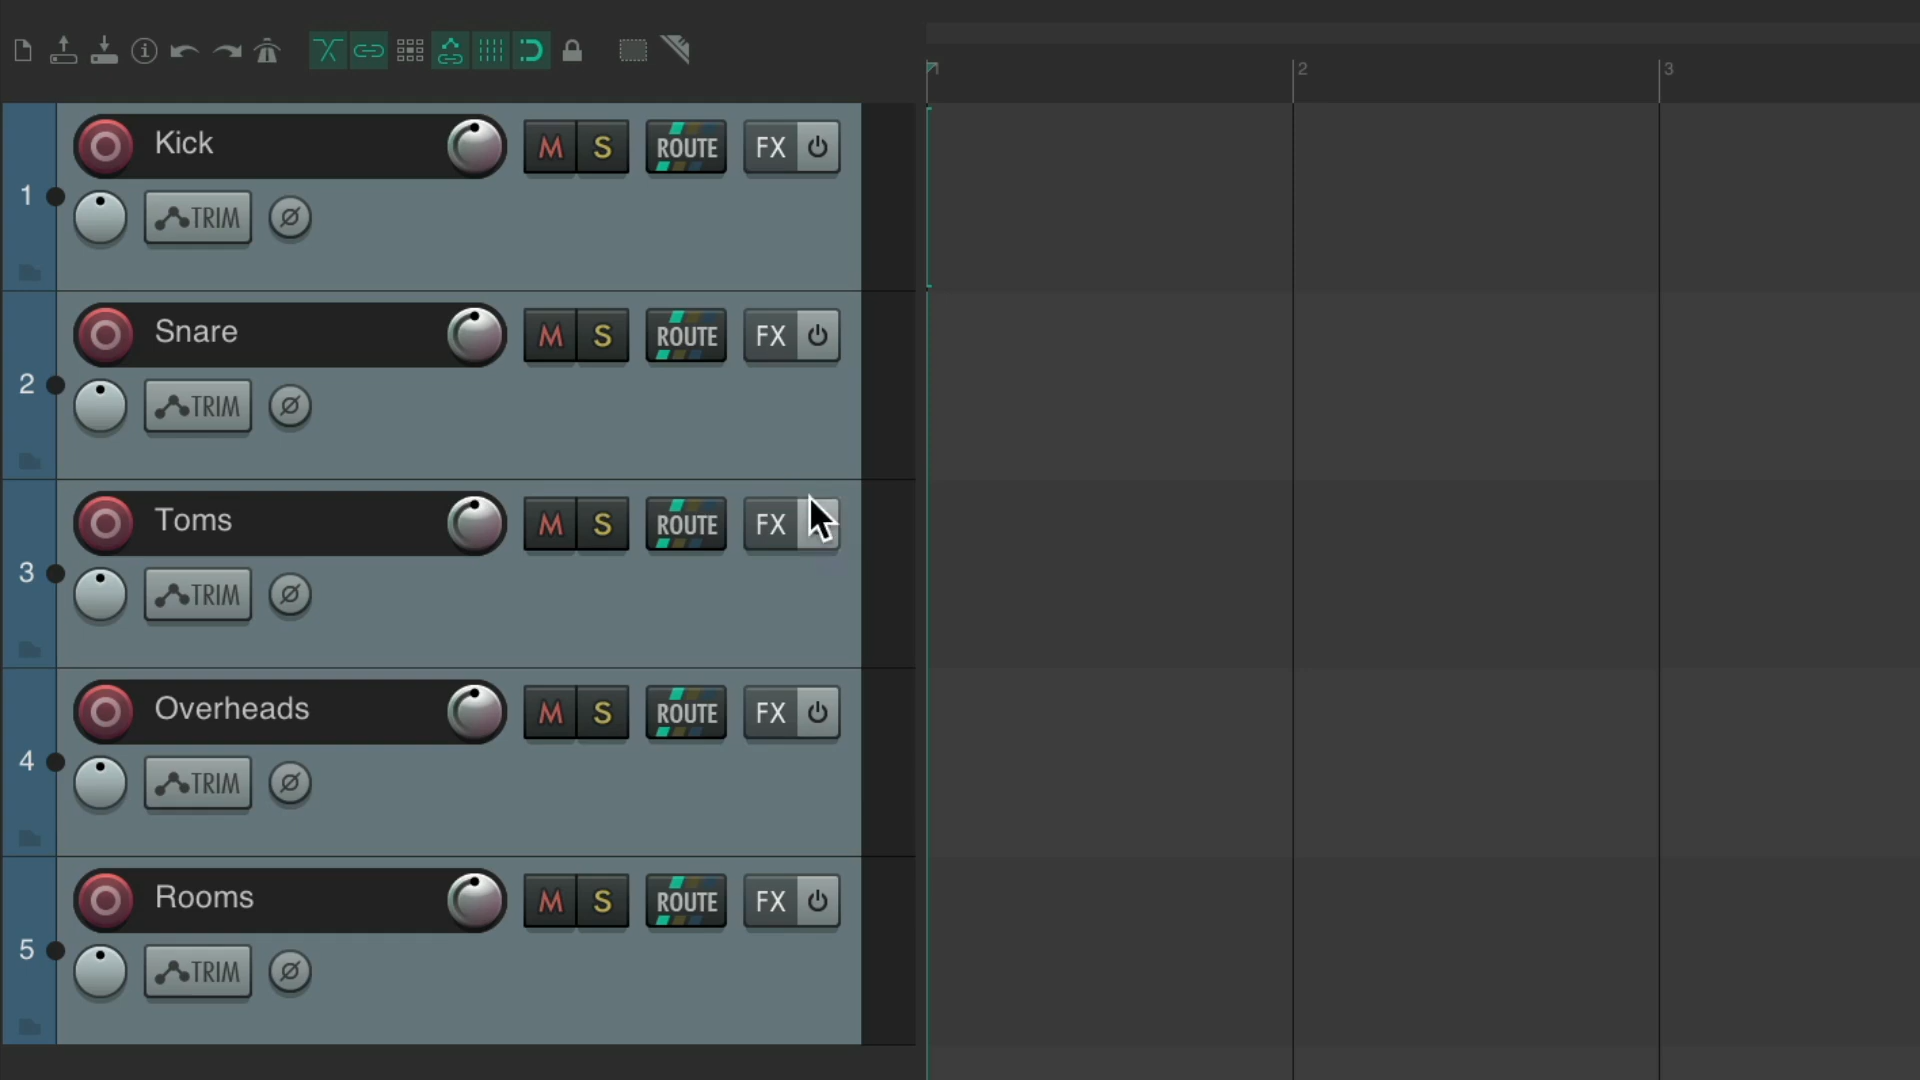 2 3
Kick M S ROUTE FX
1
TRIM
Snare M S ROUTE FX
2
TRIM
Toms M S ROUTE FX
3
TRIM
Overheads M S ROUTE FX
4
TRIM
Rooms M S ROUTE FX
5
TRIM